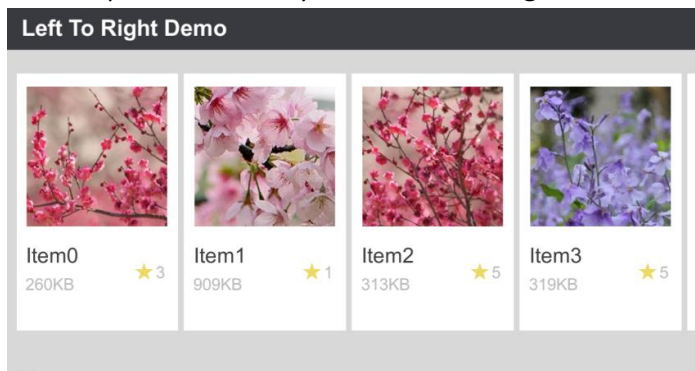 Left To Right Demo
Item0
260KB
3
Item1
909KB
1
Item2
313KB
5
Item3
319KB
5